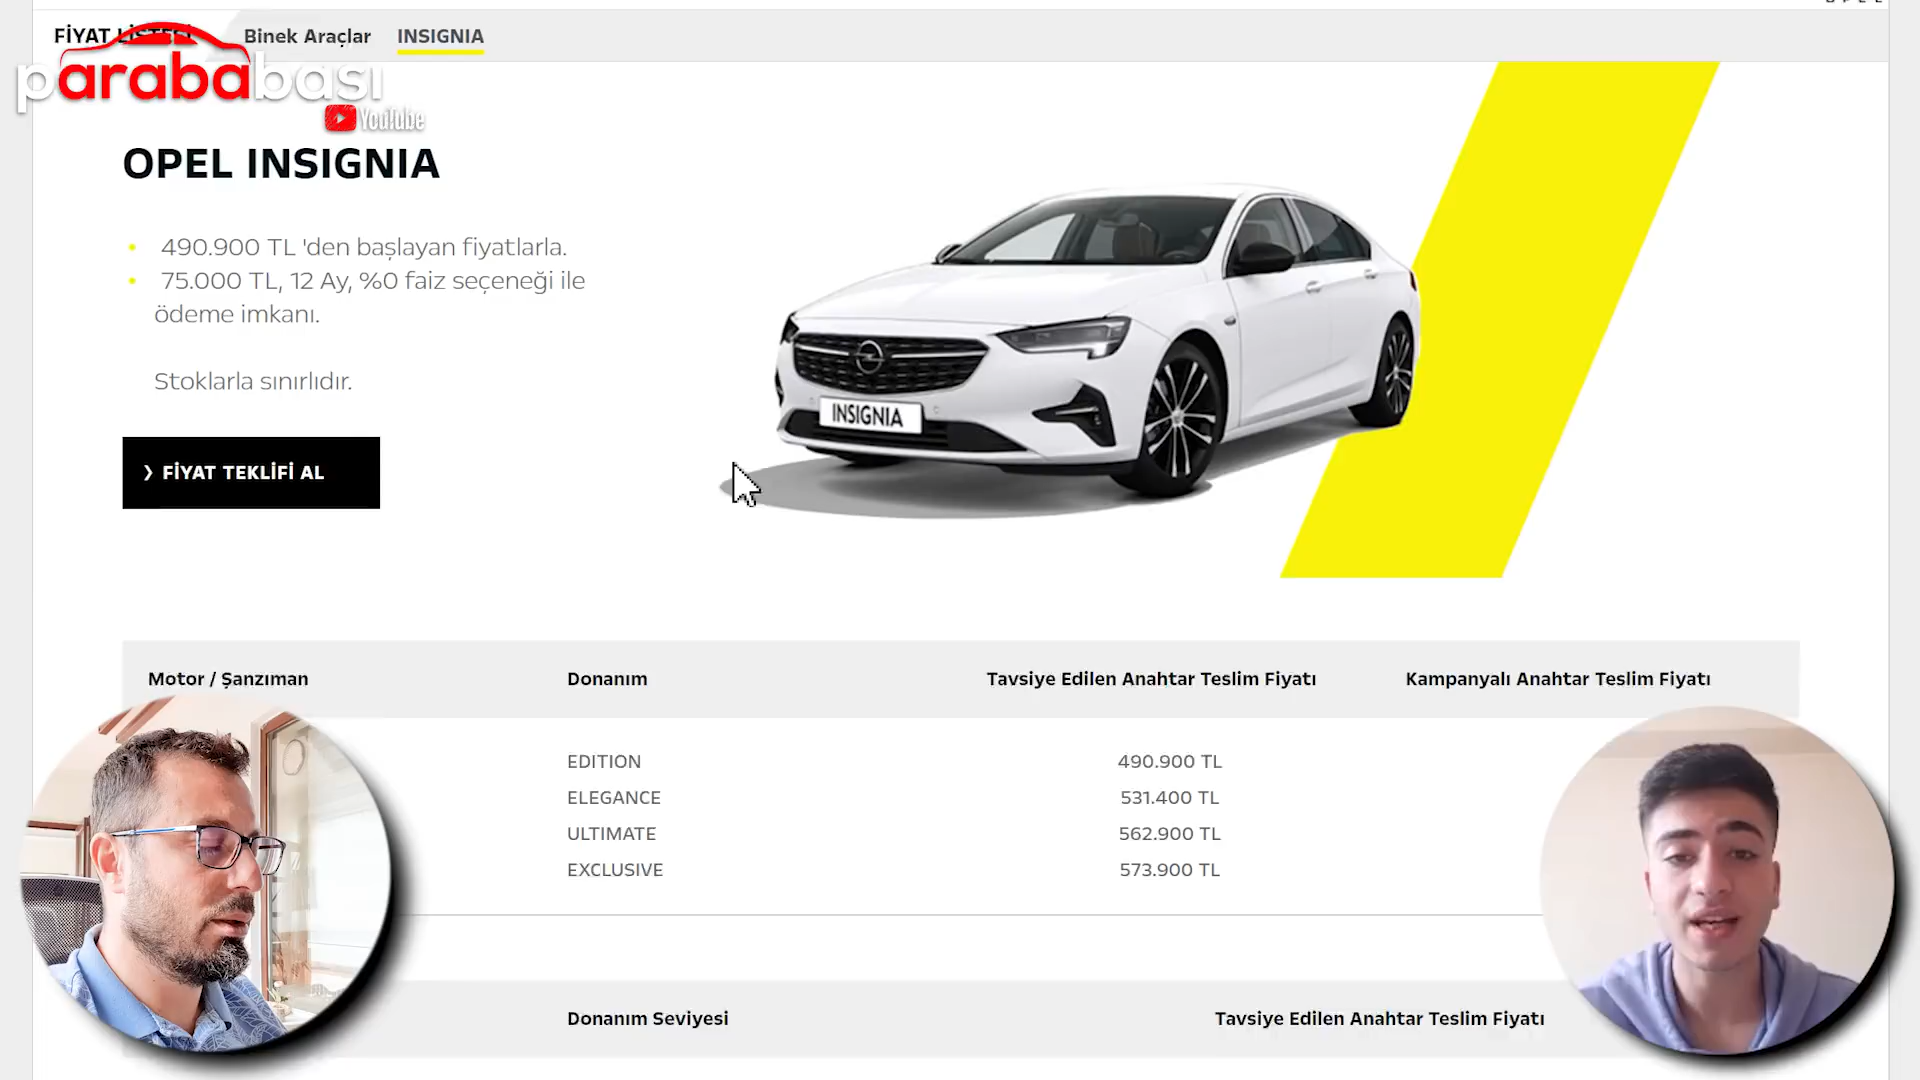 FİYAT LİSTESİ
Binek Araçlar
INSIGNIA
parababası
YouTube
OPEL INSIGNIA
490.900 TL 'den başlayan fiyatlarla.
75.000 TL, 12 Ay, %0 faiz seçeneği ile
ödeme imkanı.
Stoklarla sınırlıdır.
FİYAT TEKLİFİ AL
INSIGNIA
Motor / Şanzıman
Donanım
Tavsiye Edilen Anahtar Teslim Fiyatı
Kampanyalı Anahtar Teslim Fiyatı
EDITION
490.900 TL
ELEGANCE
531.400 TL
ULTIMATE
562.900 TL
EXCLUSIVE
573.900 TL
Donanım Seviyesi
Tavsiye Edilen Anahtar Teslim Fiyatı